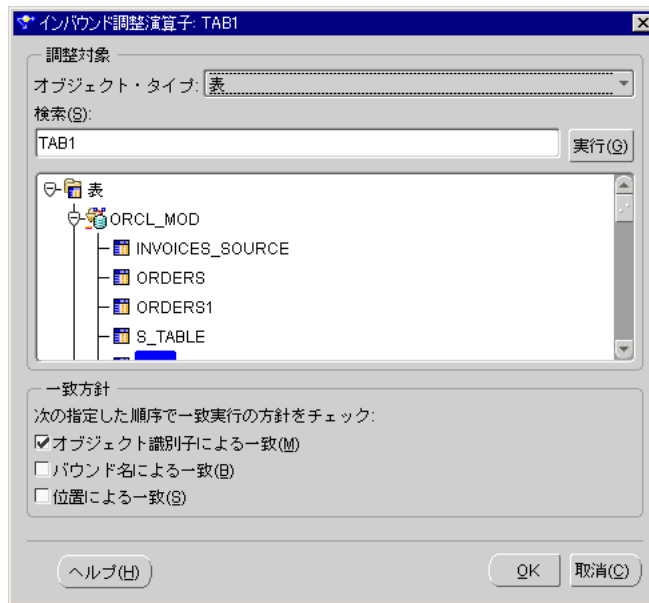 インバウンド調整演算子: TAB1
調整対象
オブジェクト・タイプ: 表
検索(S):
TAB1 実行(G)
表
ORCL_MOD
INVOICES_SOURCE
ORDERS
ORDERS1
S_TABLE
一致方針
次の指定した順序で一致実行の方針をチェック:
オブジェクト識別子による一致(M)
バウンド名による一致(B)
位置による一致(S)
ヘルプ(H) OK 取消(C)